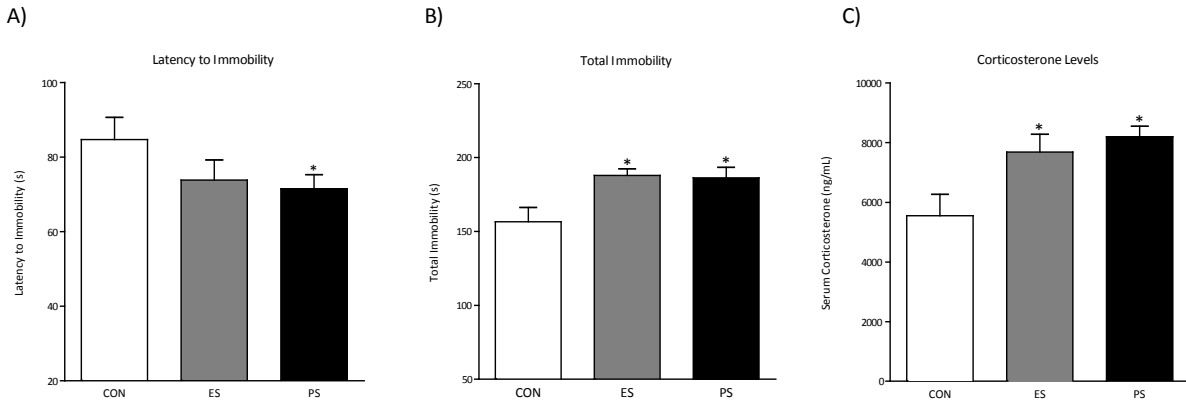 A)
Latency to Immobility
Latency to Immobility (s)
100
80
60
40
20
*
CON ES PS
B)
Total Immobility
Total Immobility (s)
250
200
150
100
50
* *
CON ES PS
C)
Corticosterone Levels
Serum Corticosterone (ng/mL)
10000
8000
6000
4000
2000
0
* *
CON ES PS